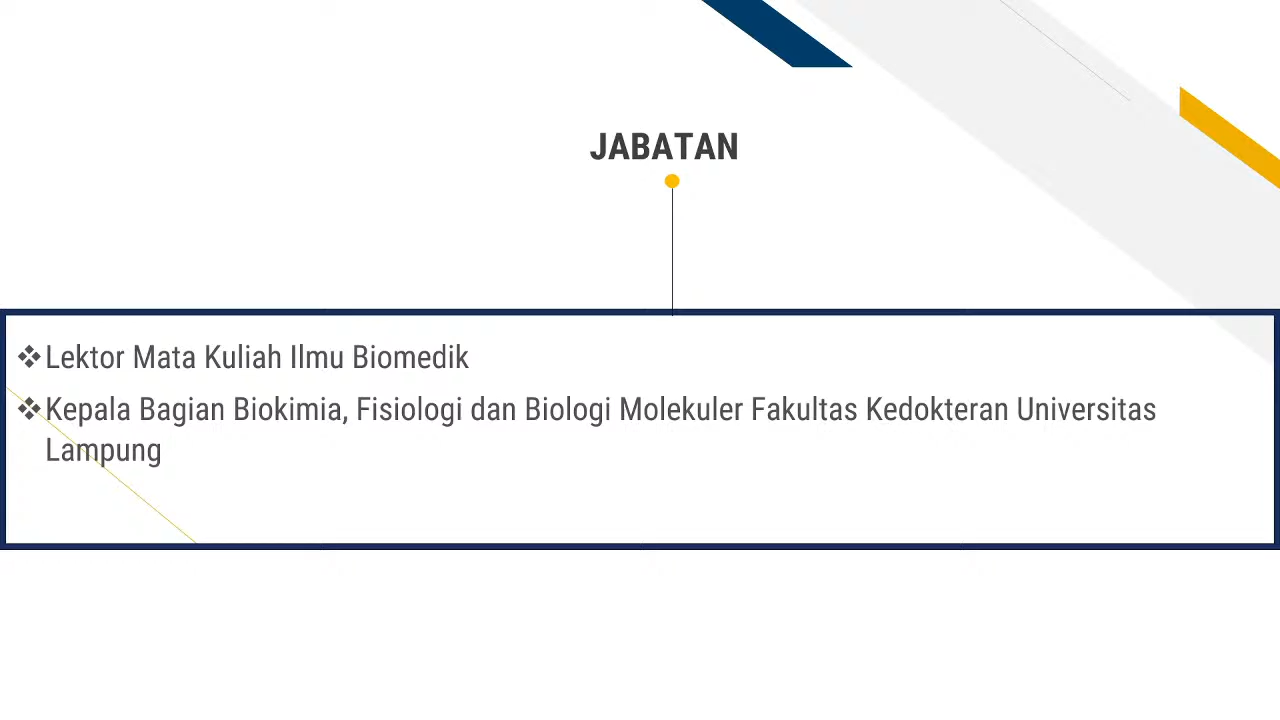 JABATAN
❖Lektor Mata Kuliah Ilmu Biomedik
❖Kepala Bagian Biokimia, Fisiologi dan Biologi Molekuler Fakultas Kedokteran Universitas
Lampung